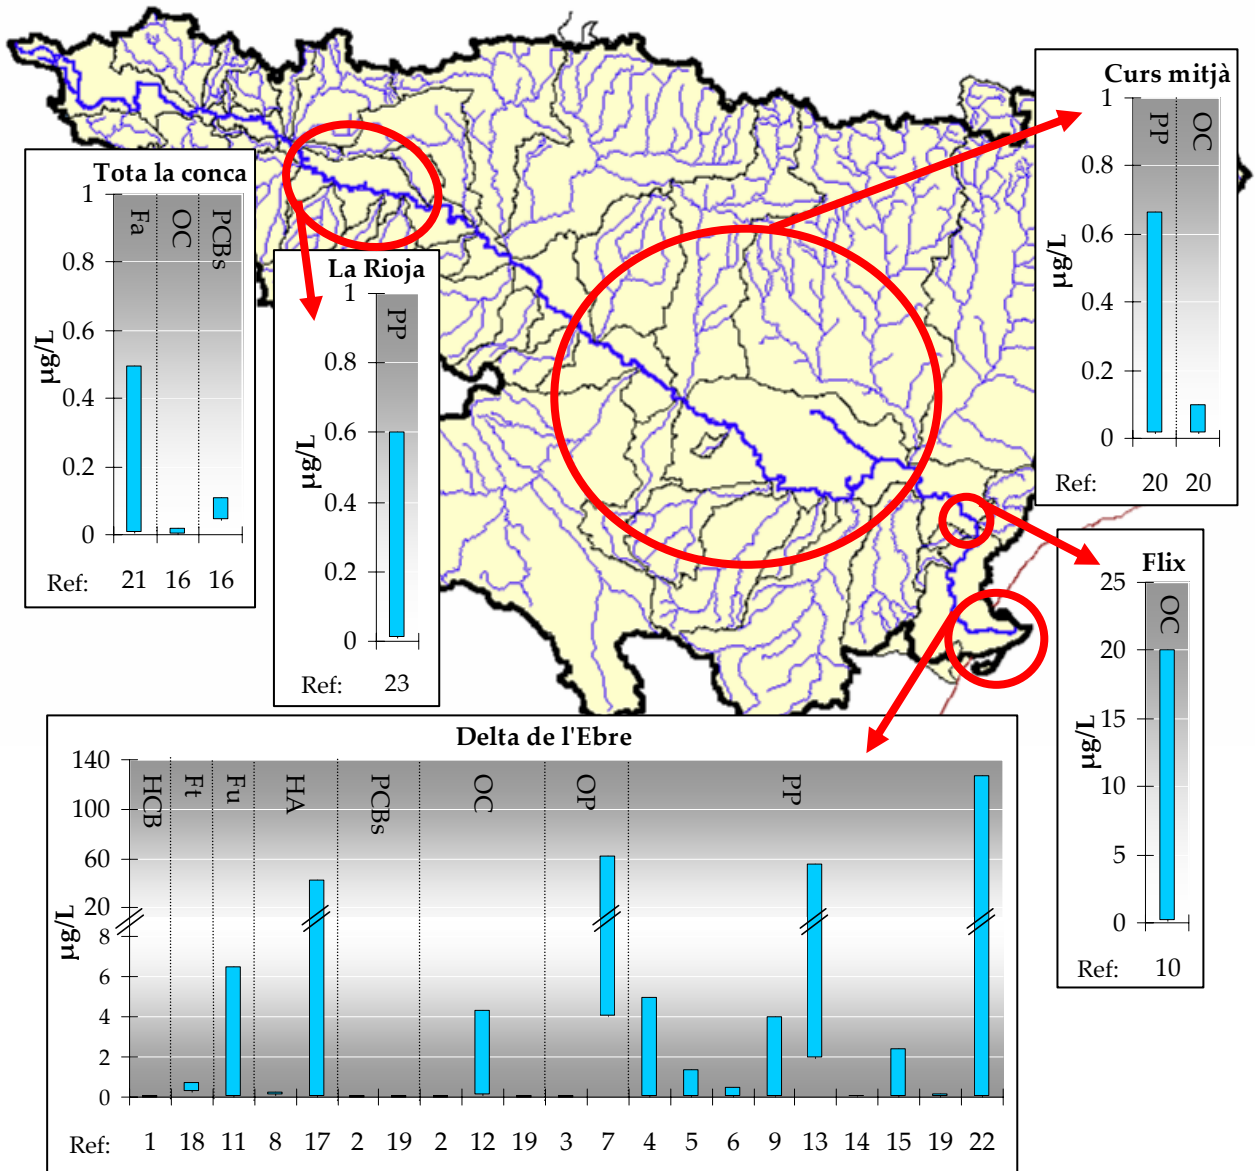 Curs mitjà
1
0.8
0.6
0.4
0.2
0
µg/L
PP
OC
Ref: 20 20
Tota la conca
1
0.8
0.6
0.4
0.2
0
µg/L
Fa
OC
PCBs
Ref: 21 16 16
La Rioja
1
0.8
0.6
0.4
0.2
0
µg/L
PP
Ref: 23
Flix
25
20
15
10
5
0
µg/L
OC
Ref: 10
Delta de l'Ebre
140
100
60
20
8
6
4
2
0
µg/L
HCB
Ft
Fu
HA
PCBs
OC
OP
PP
Ref: 1 18 11 8 17 2 19 2 12 19 3 7 4 5 6 9 13 14 15 19 22